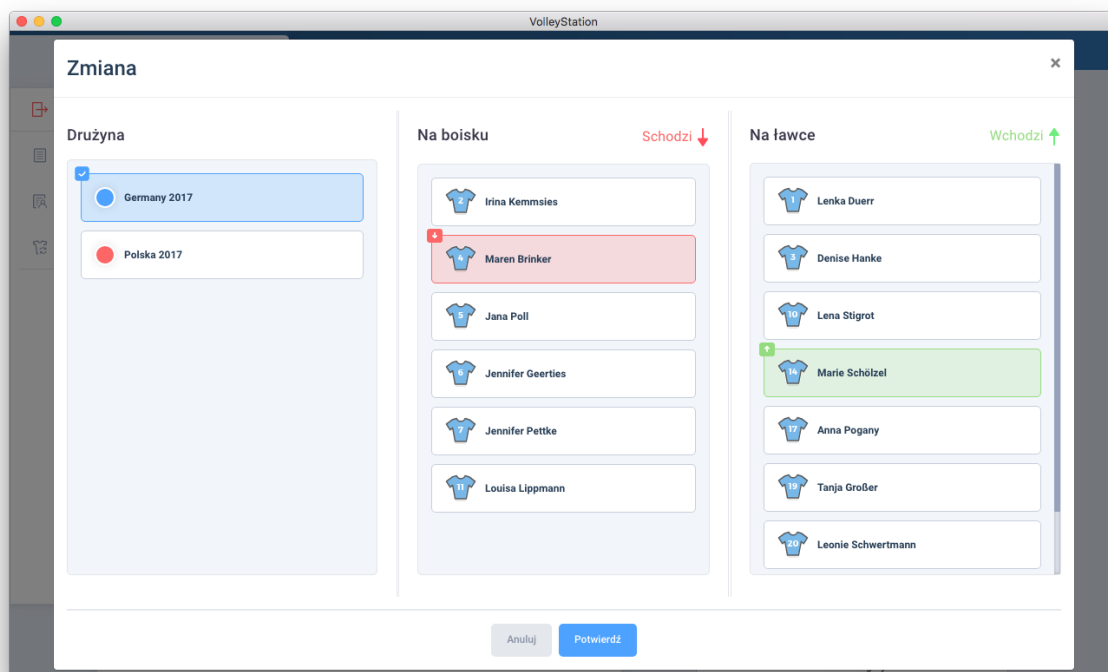 VolleyStation
Zmiana
×
Drużyna
Germany 2017
Polska 2017
Na boisku
Schodzi
2
Irina Kemmsies
4
Maren Brinker
5
Jana Poll
6
Jennifer Geerties
7
Jennifer Pettke
11
Louisa Lippmann
Na ławce
Wchodzi
1
Lenka Duerr
3
Denise Hanke
10
Lena Stigrot
14
Marie Schölzel
17
Anna Pogany
19
Tanja Großer
20
Leonie Schwertmann
Anuluj
Potwierdź